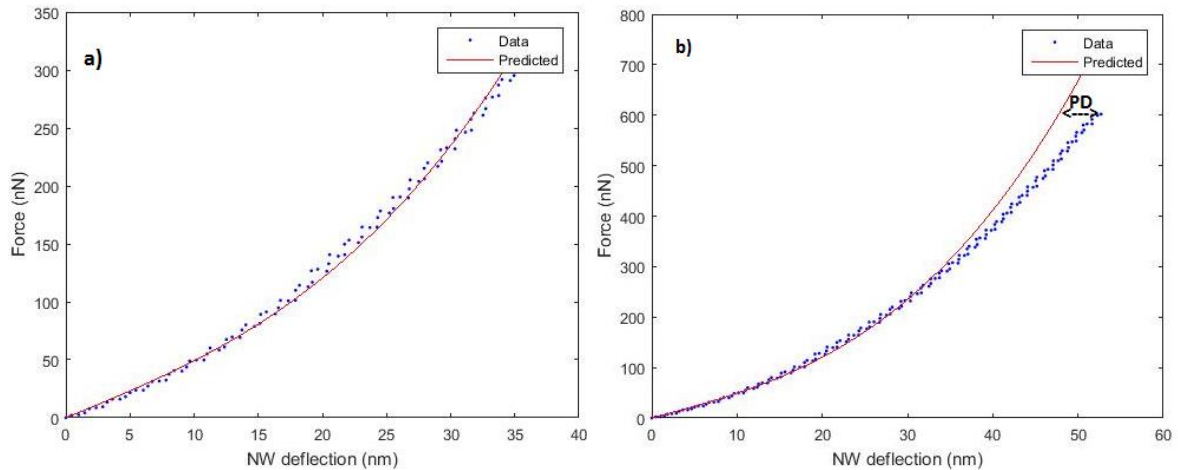 a)
Data
Predicted
350
300
250
200
150
100
50
0
Force (nN)
0 5 10 15 20 25 30 35 40
NW deflection (nm)
b)
Data
Predicted
PD
800
700
600
500
400
300
200
100
0
Force (nN)
0 10 20 30 40 50 60
NW deflection (nm)